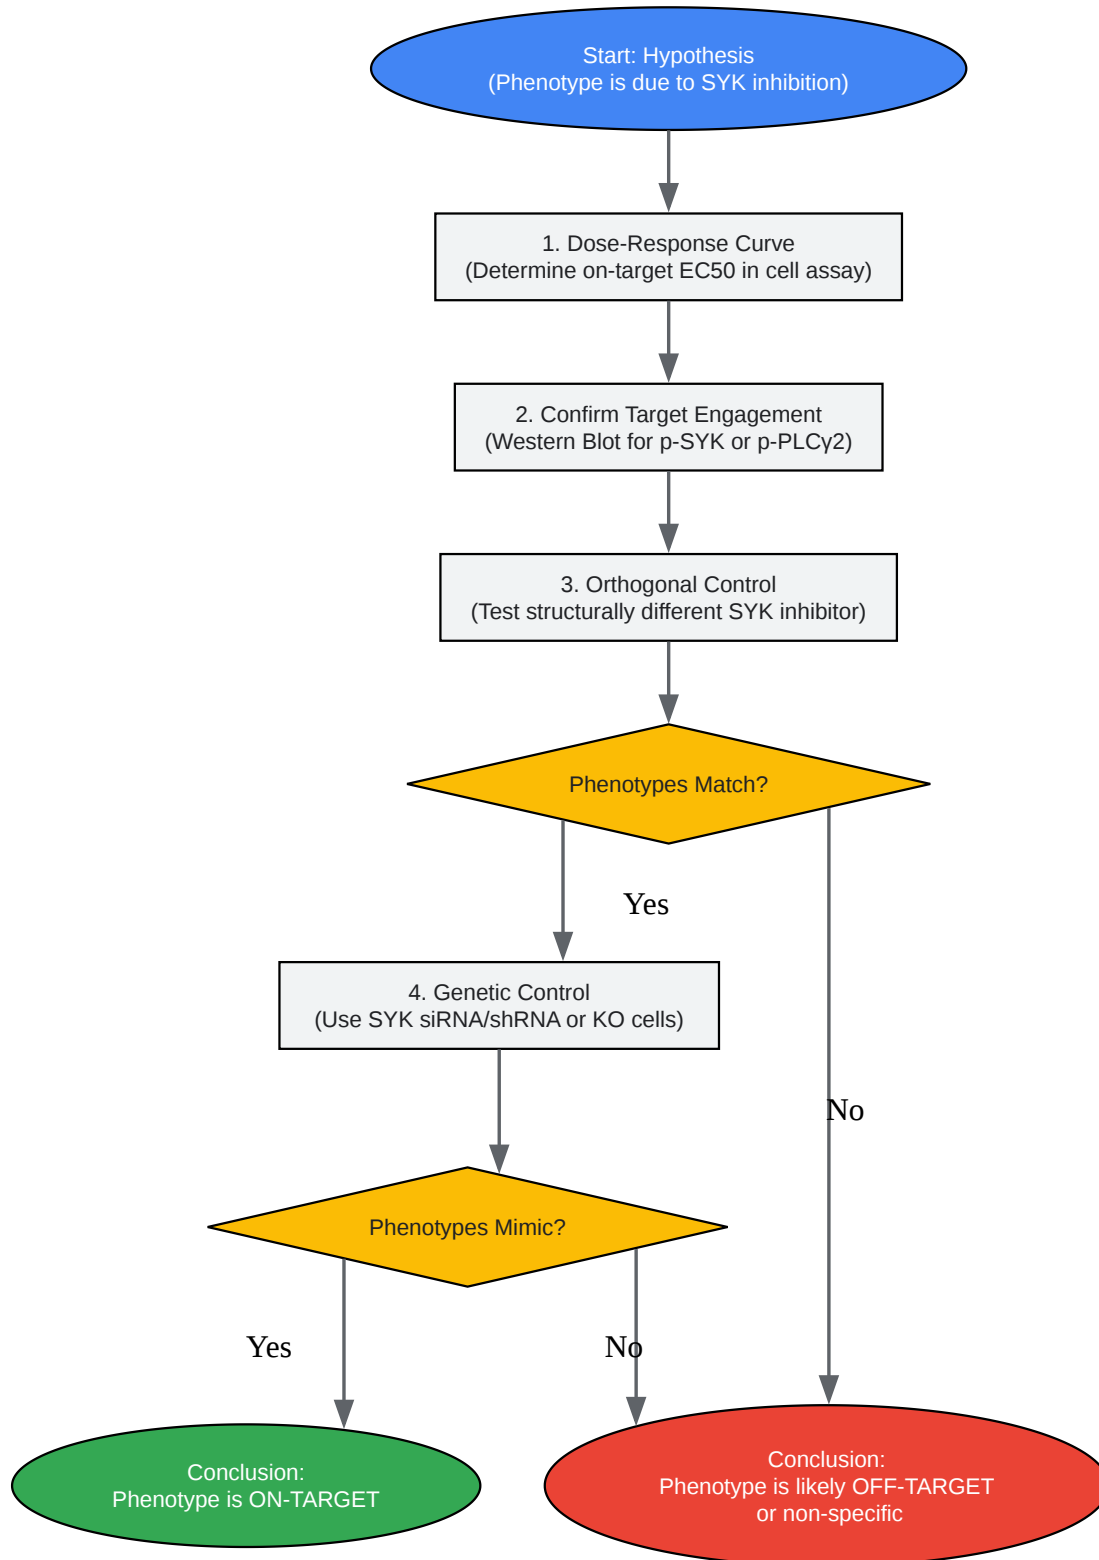 Start: Hypothesis
(Phenotype is due to SYK inhibition)
1. Dose-Response Curve
(Determine on-target EC50 in cell assay)
2. Confirm Target Engagement
(Western Blot for p-SYK or p-PLCγ2)
3. Orthogonal Control
(Test structurally different SYK inhibitor)
Phenotypes Match?
Yes
4. Genetic Control
(Use SYK siRNA/shRNA or KO cells)
No
Phenotypes Mimic?
Yes
No
Conclusion:
Phenotype is ON-TARGET
Conclusion:
Phenotype is likely OFF-TARGET
or non-specific